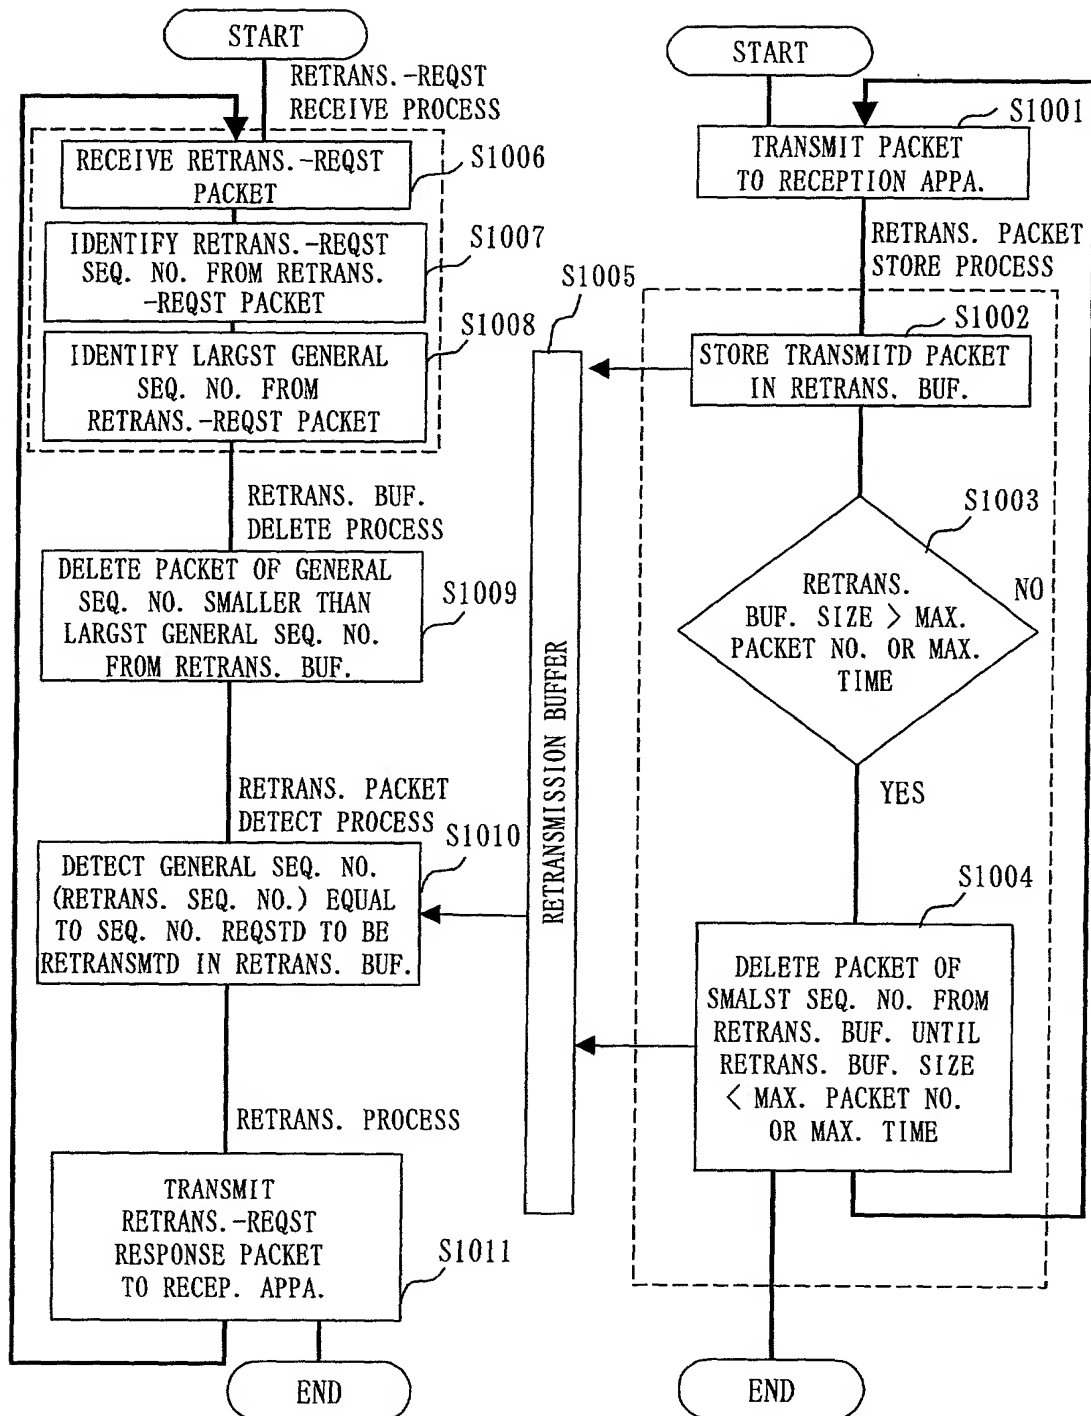 START
RETRANS.-REQST
RECEIVE PROCESS
RECEIVE RETRANS.-REQST
PACKET
S1006
IDENTIFY RETRANS.-REQST
SEQ. NO. FROM RETRANS.
-REQST PACKET
S1007
IDENTIFY LARGST GENERAL
SEQ. NO. FROM
RETRANS.-REQST PACKET
S1008
RETRANS. BUF.
DELETE PROCESS
DELETE PACKET OF GENERAL
SEQ. NO. SMALLER THAN
LARGST GENERAL SEQ. NO.
FROM RETRANS. BUF.
S1009
RETRANS. PACKET
DETECT PROCESS
S1010
DETECT GENERAL SEQ. NO.
(RETRANS. SEQ. NO.) EQUAL
TO SEQ. NO. REQSTD TO BE
RETRANSMTD IN RETRANS. BUF.
RETRANS. PROCESS
TRANSMIT
RETRANS.-REQST
RESPONSE PACKET
TO RECEP. APPA.
S1011
END
S1005
RETRANSMISSION BUFFER
START
S1001
TRANSMIT PACKET
TO RECEPTION APPA.
RETRANS. PACKET
STORE PROCESS
S1002
STORE TRANSMITD PACKET
IN RETRANS. BUF.
S1003
RETRANS.
BUF. SIZE > MAX.
PACKET NO. OR MAX.
TIME
NO
YES
S1004
DELETE PACKET OF
SMALST SEQ. NO. FROM
RETRANS. BUF. UNTIL
RETRANS. BUF. SIZE
< MAX. PACKET NO.
OR MAX. TIME
END